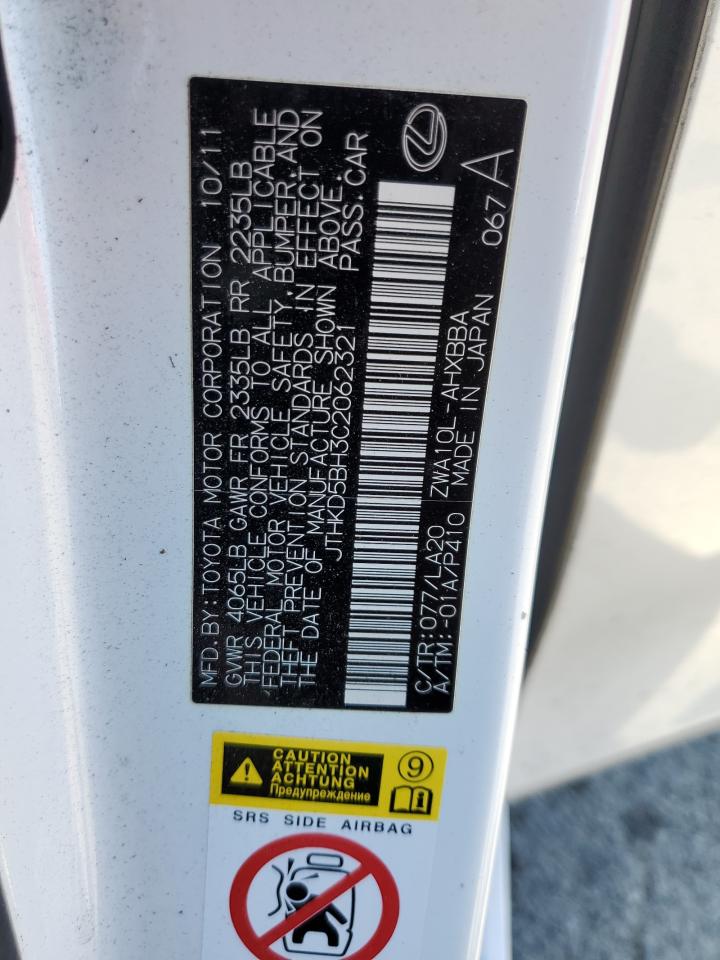 MFD.BY:TOYOTA MOTOR CORPORATION 10/11
GVWR 4065LB GAWR FR 2335LB RR 2235LB
THIS VEHICLE CONFORMS TO ALL APPLICABLE
FEDERAL MOTOR VEHICLE SAFETY, BUMPER, AND
THEFT PREVENTION STANDARDS IN EFFECT ON
THE DATE OF MANUFACTURE SHOWN ABOVE.
JTHKD5BH3C2062321 PASS.CAR
C/TR:077/LA20 ZWA10L-AHXBBA
A/TM:-01A/P410 MADE IN JAPAN
067 A
CAUTION
ATTENTION
ACHTUNG
Предупреждение
9
SRS SIDE AIRBAG